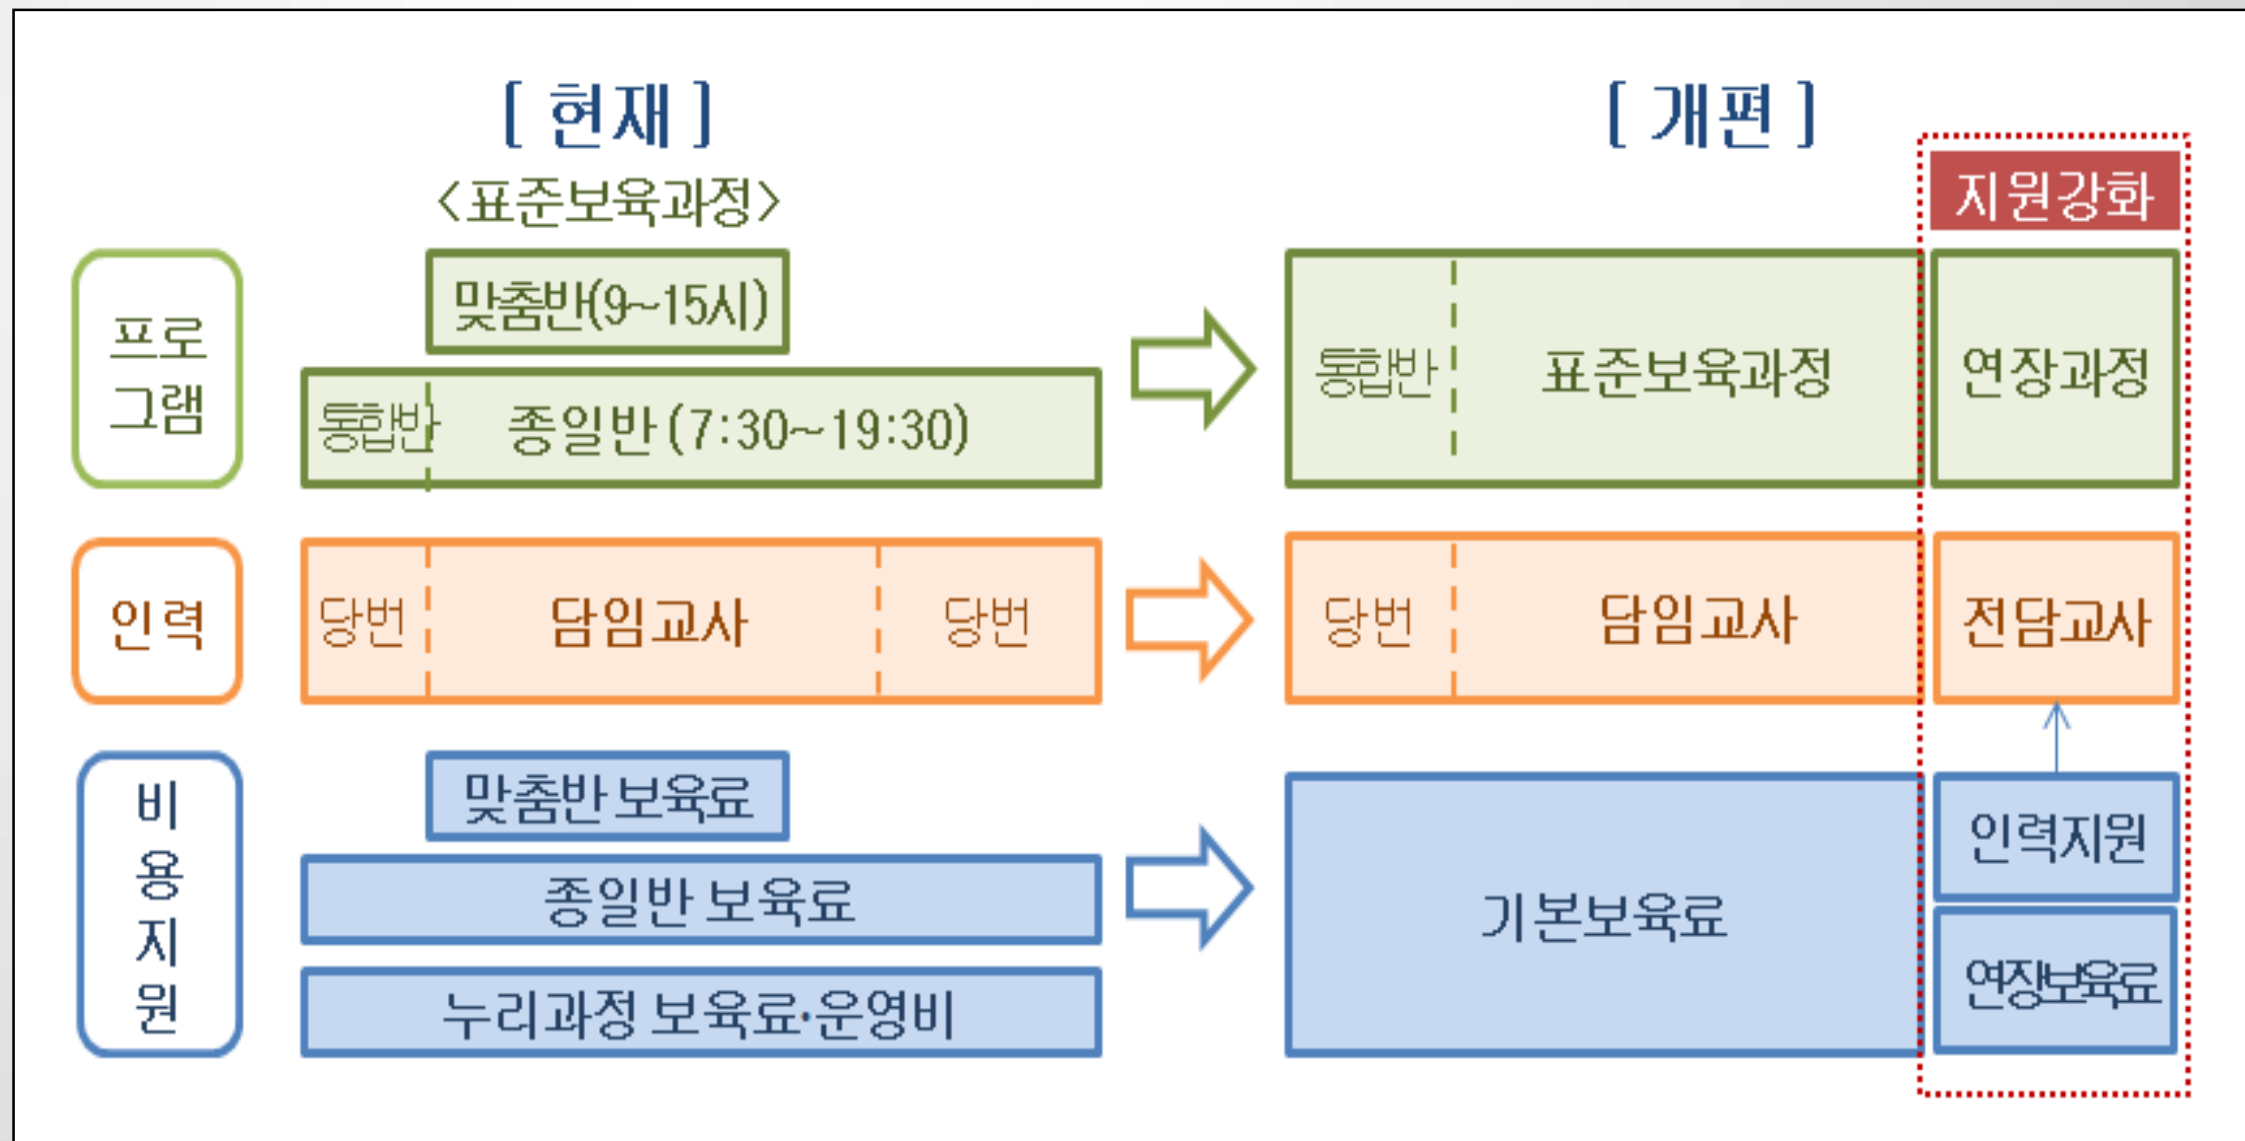 [ 현재 ]
<표준보육과정>
[ 개편 ]
지원강화
프로
그램
맞춤반(9~15시)
통합반
종일반(7:30~19:30)
통합반
표준보육과정
연장과정
인력
당번
담임교사
당번
당번
담임교사
전담교사
비
용
지
원
맞춤반 보육료
종일반 보육료
누리과정 보육료·운영비
기본보육료
인력지원
연장보육료